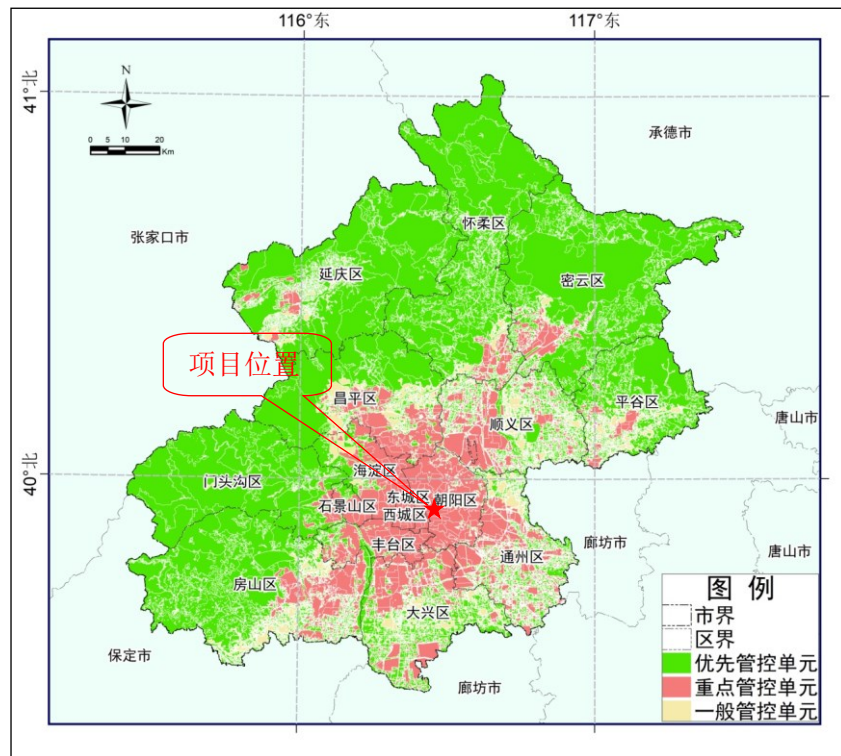 116°东
117°东
41°北
N
0 5 10 20
Km
承德市
怀柔区
张家口市
延庆区
密云区
项目位置
昌平区
顺义区
平谷区
唐山市
40°北
海淀区
门头沟区
东城区
朝阳区
石景山区
西城区
丰台区
通州区
廊坊市
唐山市
房山区
大兴区
保定市
廊坊市
图 例
市界
区界
优先管控单元
重点管控单元
一般管控单元